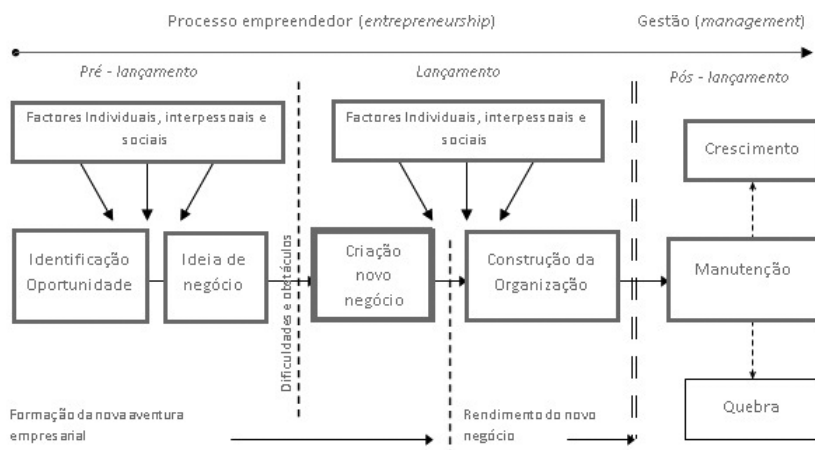 Processo empreendedor (entrepreneurship)
Gestão (management)
Pré - lançamento
Lançamento
Pós - lançamento
Factores Individuais, interpessoais e
sociais
Factores Individuais, interpessoais e
sociais
Crescimento
Identificação
Oportunidade
Ideia de
negócio
Dificuldades e obstáculos
Criação
novo
negócio
Construção da
Organização
Manutenção
Quebra
Formação da nova aventura
empresarial
Rendimento do novo
negócio